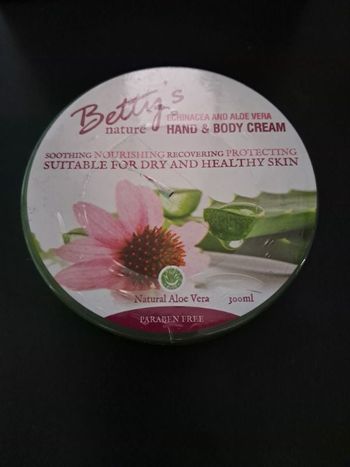 Bettys
nature
ECHINACEA AND ALOE VERA
HAND & BODY CREAM
SOOTHING NOURISHING RECOVERING PROTECTING
SUITABLE FOR DRY AND HEALTHY SKIN
Natural Aloe Vera 300ml
PARABEN FREE